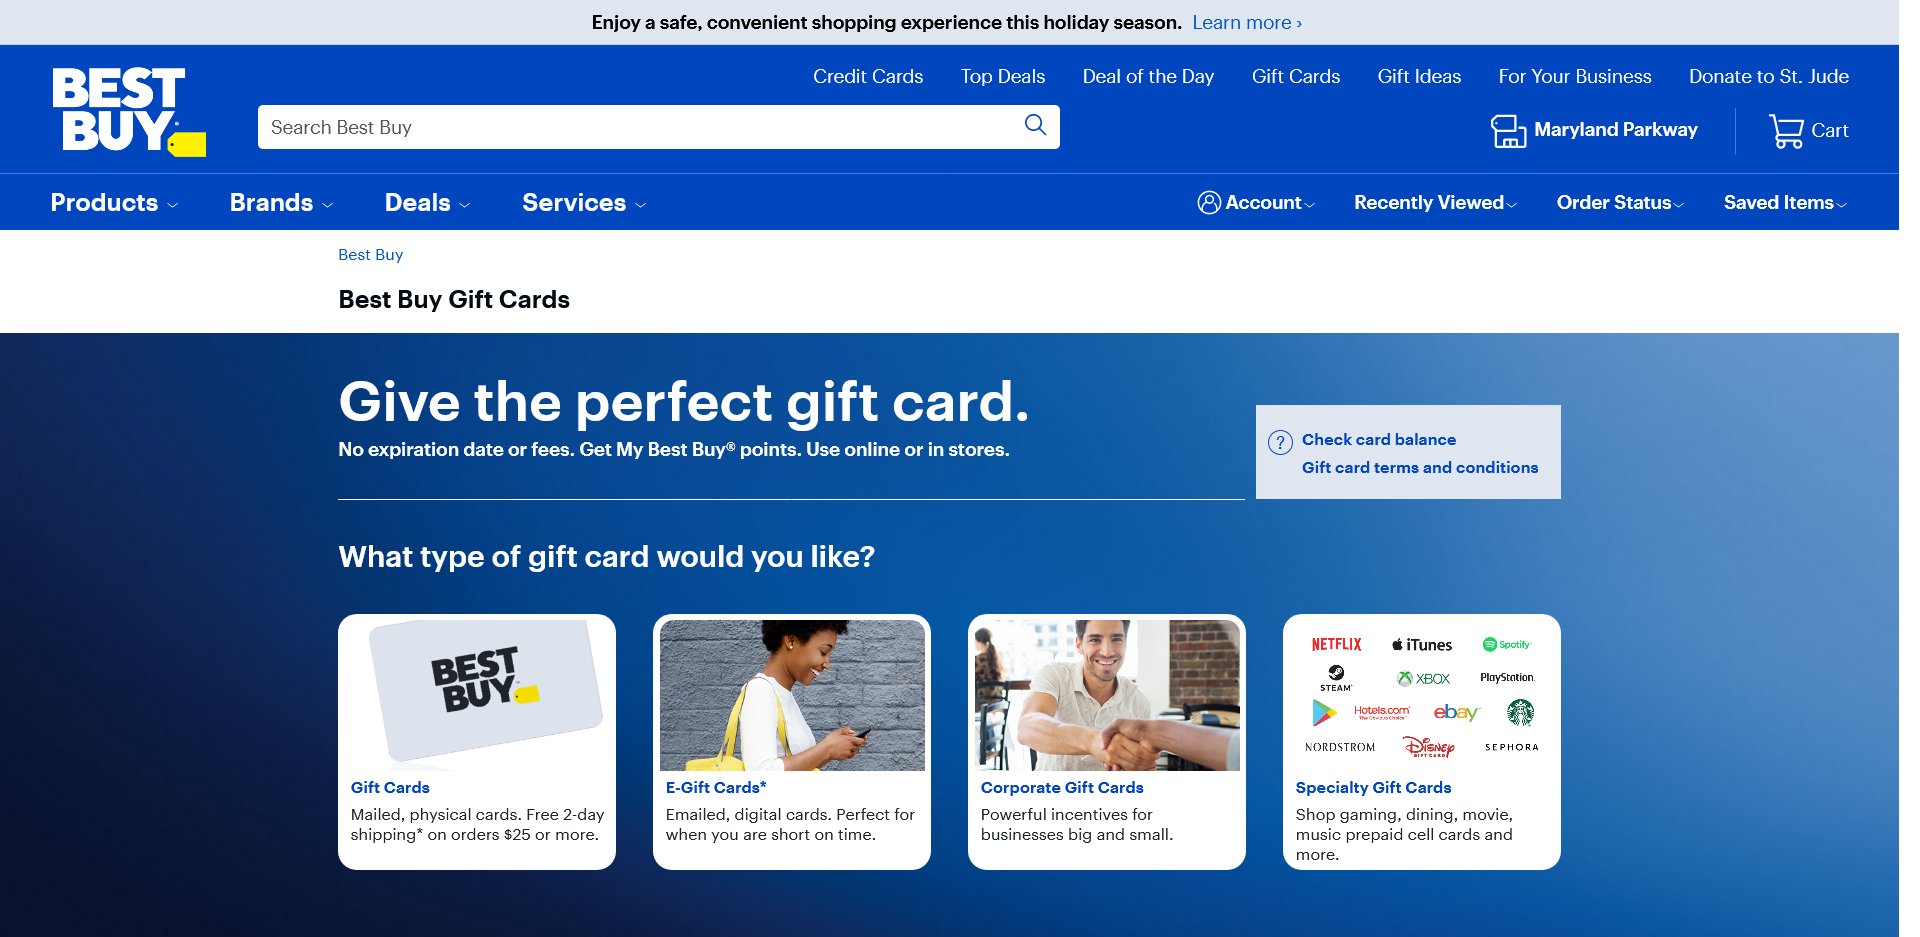 Enjoy a safe, convenient shopping experience this holiday season. Learn more ›
BEST
BUY
Credit Cards Top Deals Deal of the Day Gift Cards Gift Ideas For Your Business Donate to St. Jude
Search Best Buy
Maryland Parkway
Cart
Products Brands Deals Services
Account Recently Viewed Order Status Saved Items
Best Buy
Best Buy Gift Cards
Give the perfect gift card.
No expiration date or fees. Get My Best Buy® points. Use online or in stores.
? Check card balance
Gift card terms and conditions
What type of gift card would you like?
BEST
BUY
Gift Cards
Mailed, physical cards. Free 2-day
shipping* on orders $25 or more.
E-Gift Cards*
Emailed, digital cards. Perfect for
when you are short on time.
Corporate Gift Cards
Powerful incentives for
businesses big and small.
NETFLIX iTunes Spotify
STEAM XBOX PlayStation.
Hotels.com ebay
The Obvious Choice
NORDSTROM Disney SEPHORA
GIFT CARD
Specialty Gift Cards
Shop gaming, dining, movie,
music prepaid cell cards and
more.